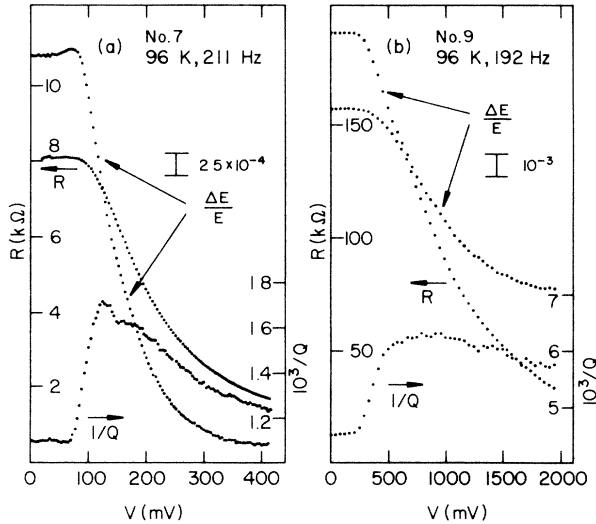 (a) No.7
96 K, 211 Hz
10
8
6
4
2
R (kΩ)
R
2.5×10⁻⁴
ΔE/E
1/Q
1.8
1.6
1.4
1.2
10³/Q
0 100 200 300 400
V (mV)
(b) No.9
96 K, 192 Hz
150
100
50
R (kΩ)
ΔE/E
10⁻³
R
1/Q
7
6
5
10³/Q
0 500 1000 1500 2000
V (mV)